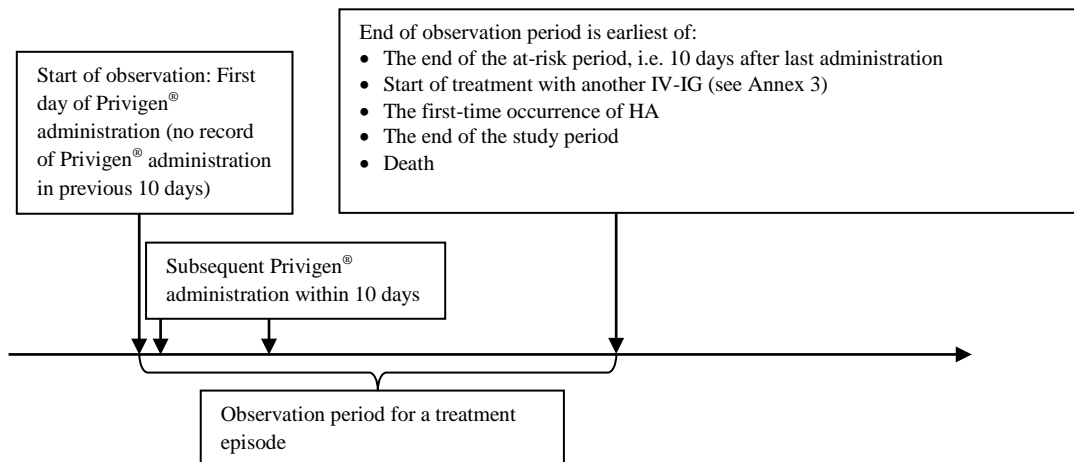 Start of observation: First
day of Privigen®
administration (no record
of Privigen® administration
in previous 10 days)
End of observation period is earliest of:
• The end of the at-risk period, i.e. 10 days after last administration
• Start of treatment with another IV-IG (see Annex 3)
• The first-time occurrence of HA
• The end of the study period
• Death
Subsequent Privigen®
administration within 10 days
Observation period for a treatment
episode